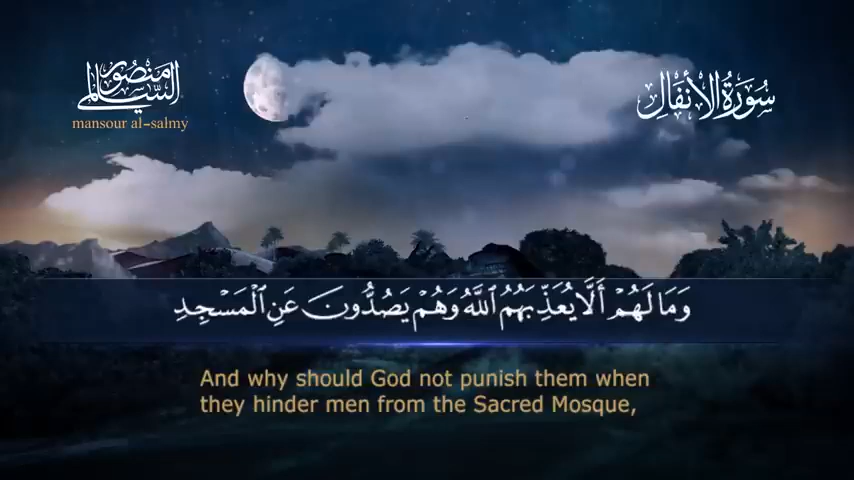 منصور السالمي
mansour al-salmy
سُورَةُ الأَنفَالِ
وَمَا لَهُمْ أَلَّا يُعَذِّبَهُمُ ٱللَّهُ وَهُمْ يَصُدُّونَ عَنِ ٱلْمَسْجِدِ
And why should God not punish them when
they hinder men from the Sacred Mosque,